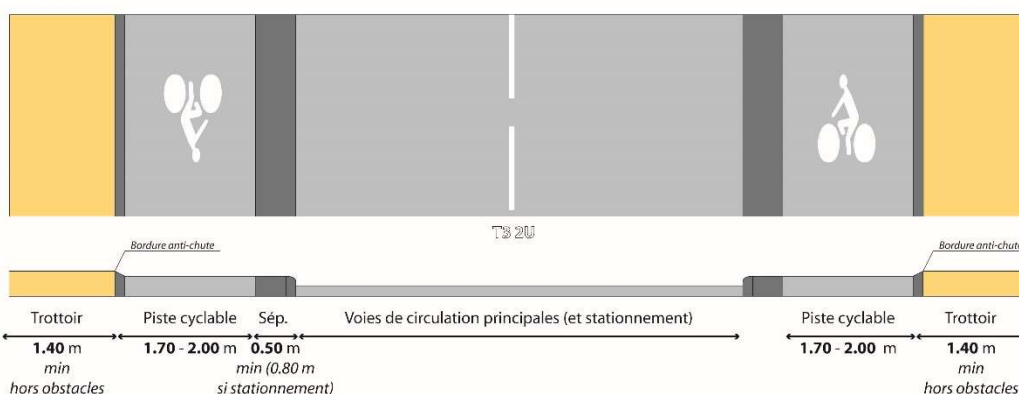 T3 2U
Bordure anti-chute
Bordure anti-chute
Trottoir
Piste cyclable
Sép.
Voies de circulation principales (et stationnement)
Piste cyclable
Trottoir
1.40 m
min
hors obstacles
1.70 - 2.00 m
0.50 m
min (0.80 m
si stationnement)
1.70 - 2.00 m
1.40 m
min
hors obstacles